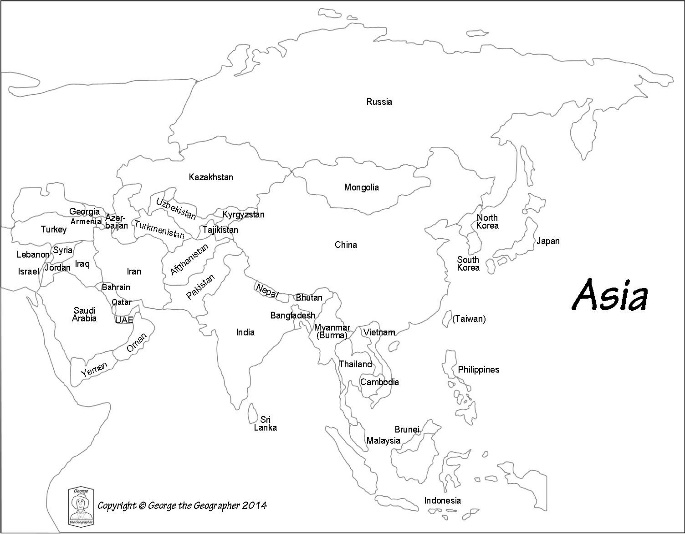 Russia
Kazakhstan
Mongolia
Uzbekistan
Kyrgyzstan
Georgia
Armenia
Azer-
baijan
Turkey
Turkmenistan
Tajikistan
North
Korea
Japan
China
Syria
Lebanon
Iraq
Jordan
Israel
Iran
Afghanistan
South
Korea
Pakistan
Bahrain
Nepal
Bhutan
Qatar
Saudi
Arabia
UAE
Bangladesh
Asia
(Taiwan)
India
Myanmar
(Burma)
Vietnam
Oman
Yemen
Thailand
Cambodia
Philippines
Sri
Lanka
Brunei
Malaysia
Indonesia
George
Copyright © George the Geographer 2014